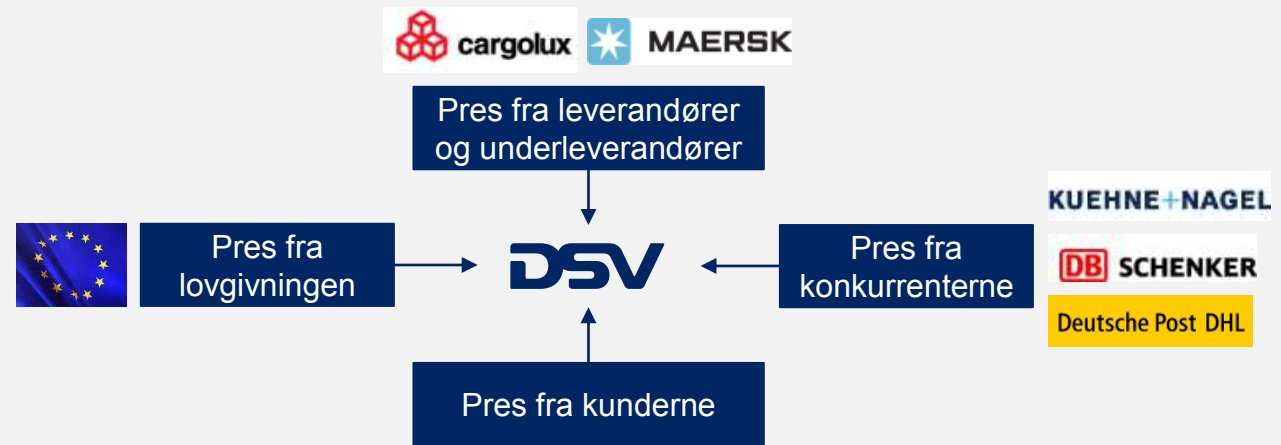 cargolux
MAERSK
Pres fra leverandører
og underleverandører
KUEHNE+NAGEL
Pres fra
lovgivningen
DSV
Pres fra
konkurrenterne
DB SCHENKER
Deutsche Post DHL
Pres fra kunderne